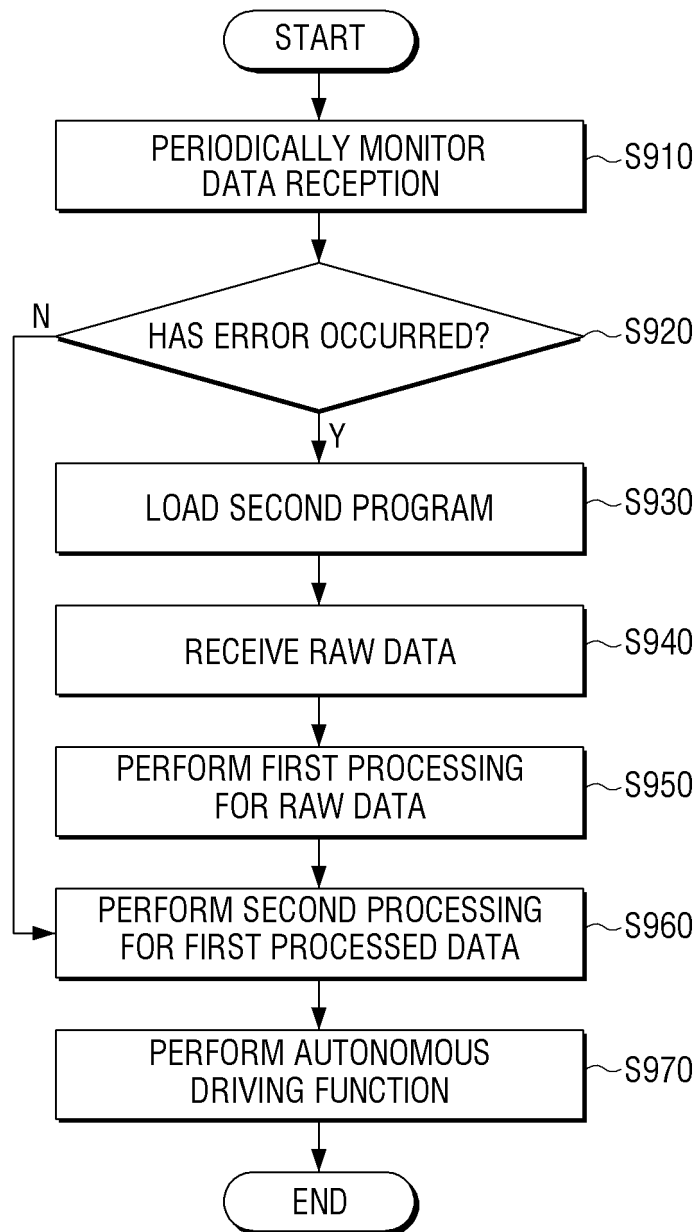 START
PERIODICALLY MONITOR
DATA RECEPTION
S910
HAS ERROR OCCURRED?
S920
N
Y
LOAD SECOND PROGRAM
S930
RECEIVE RAW DATA
S940
PERFORM FIRST PROCESSING
FOR RAW DATA
S950
PERFORM SECOND PROCESSING
FOR FIRST PROCESSED DATA
S960
PERFORM AUTONOMOUS
DRIVING FUNCTION
S970
END